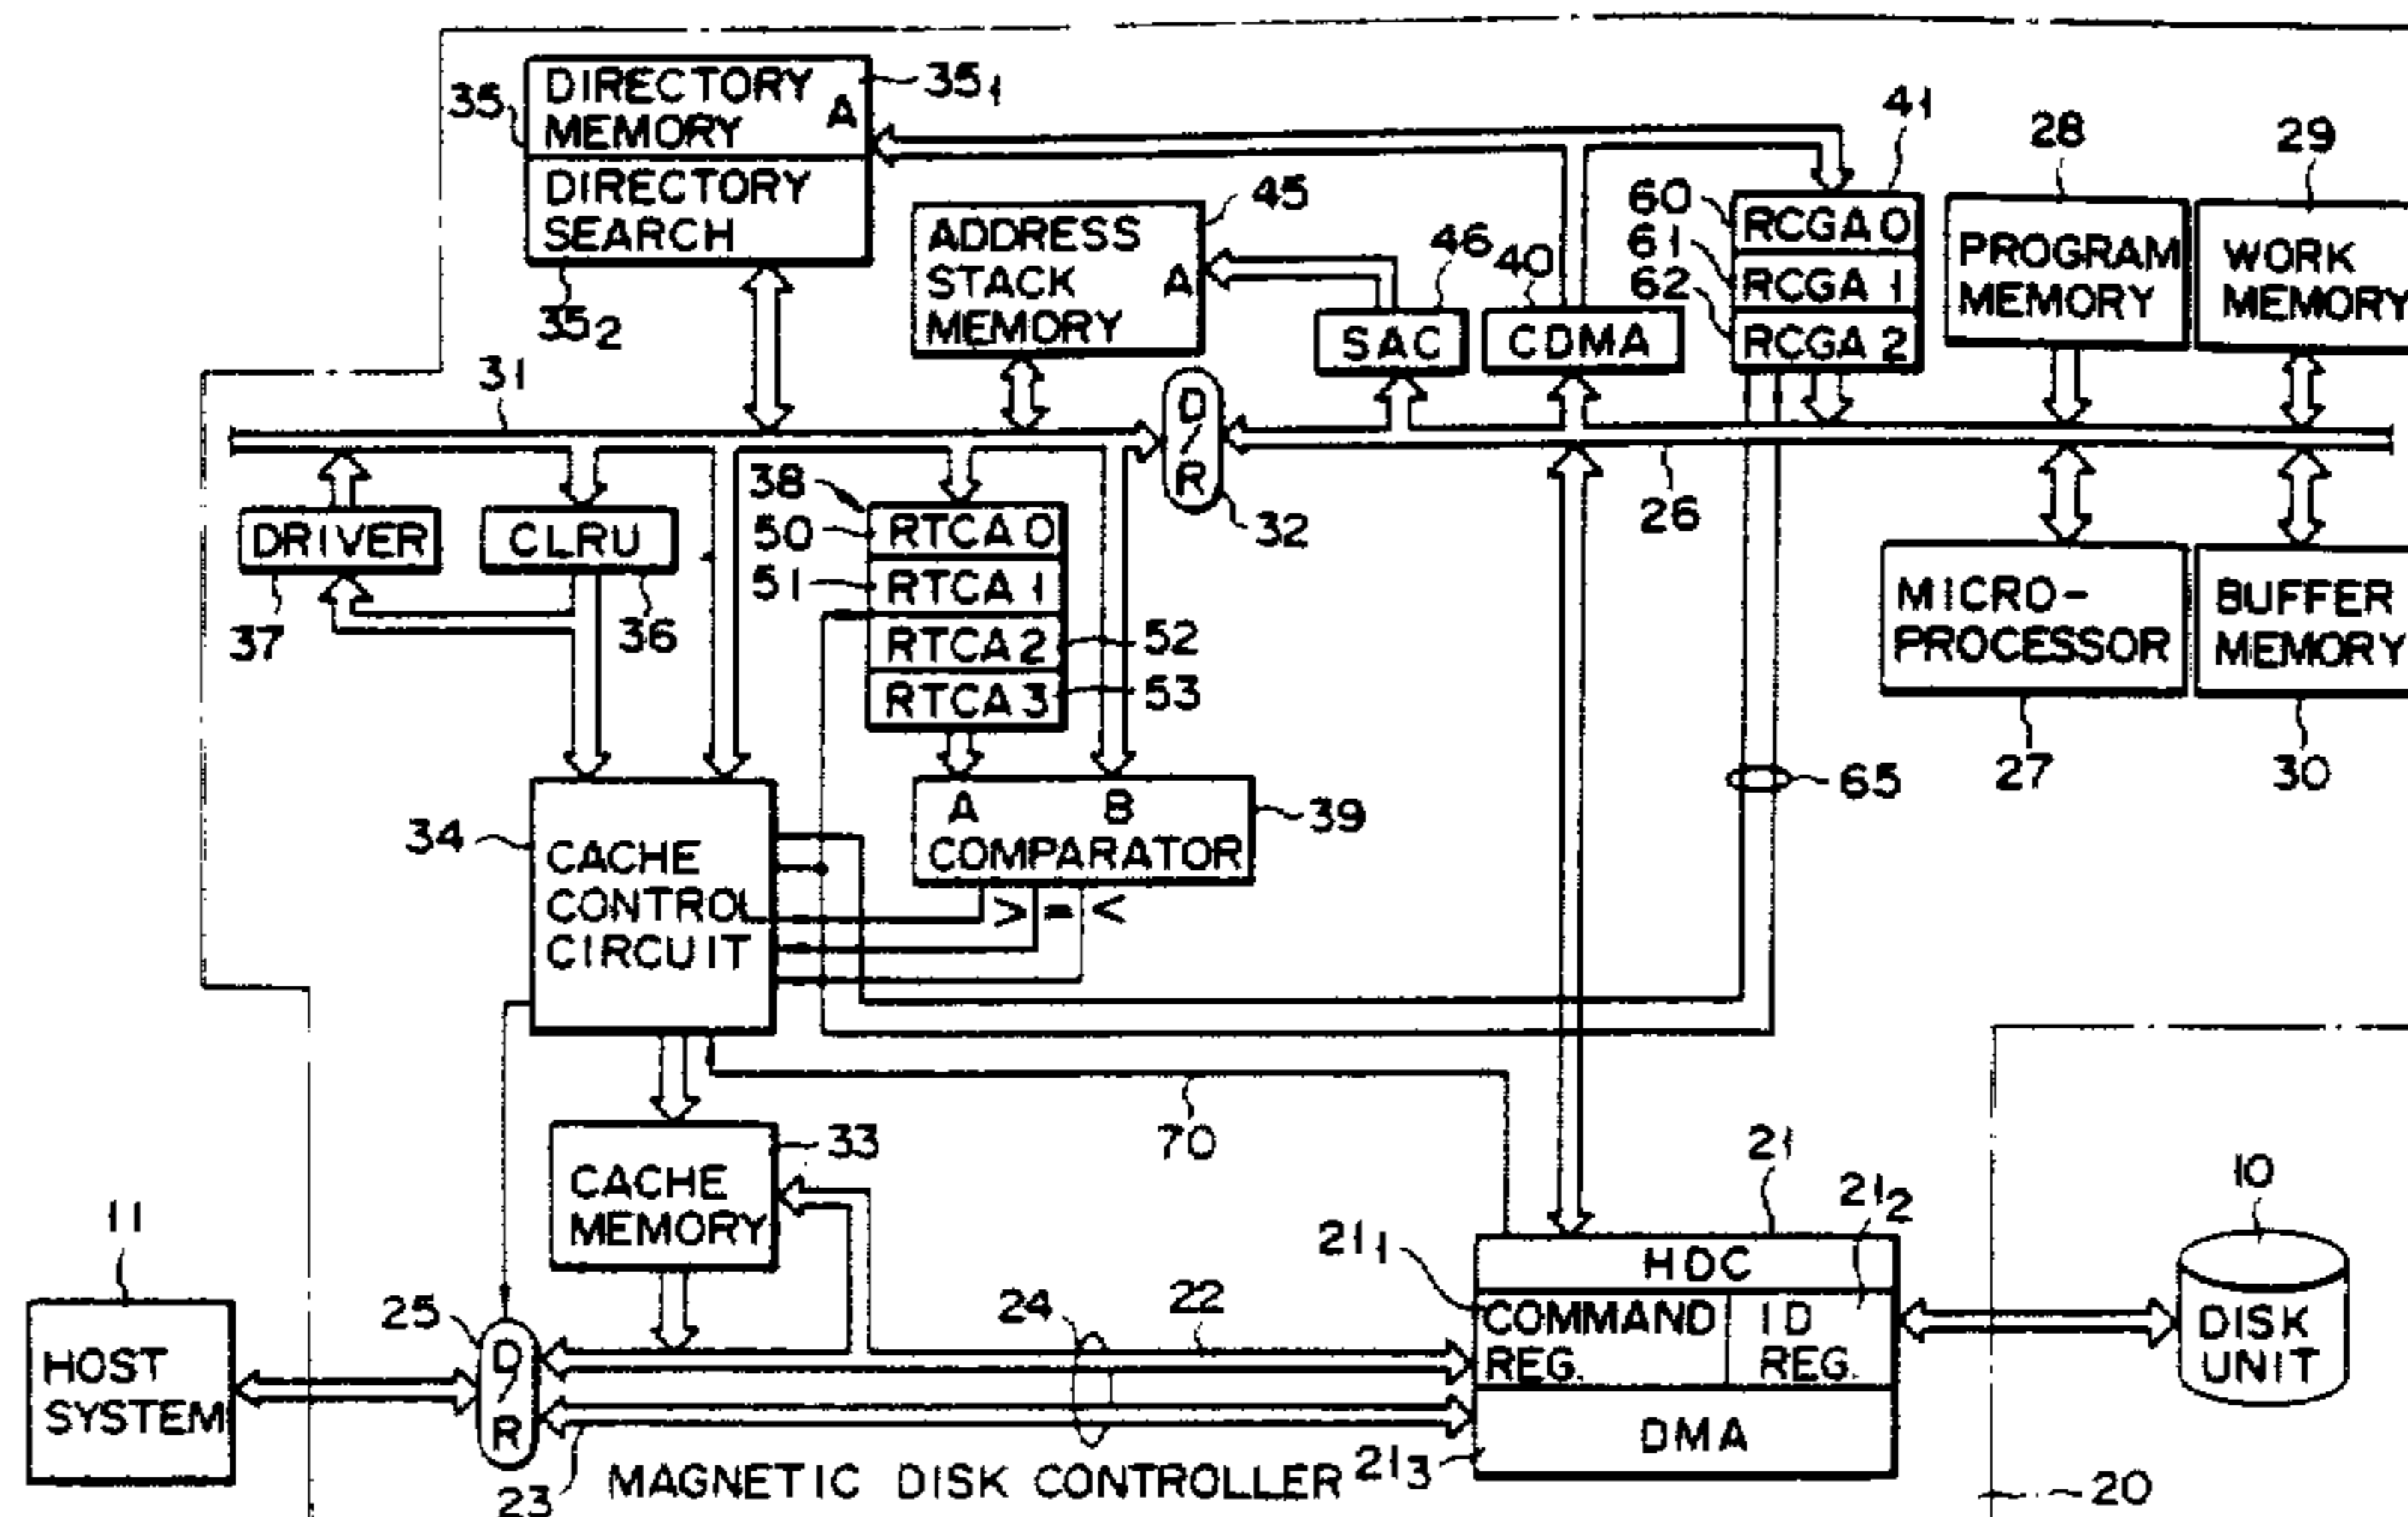 DIRECTORY
MEMORY
A
35
35₁
DIRECTORY
SEARCH
35₂
ADDRESS
STACK
MEMORY
A
45
46
SAC
40
CDMA
41
60
RCGA 0
61
RCGA 1
62
RCGA 2
28
PROGRAM
MEMORY
29
WORK
MEMORY
31
D/R
32
26
DRIVER
37
CLRU
36
38
50
RTCA 0
51
RTCA 1
RTCA 2
52
RTCA 3
53
MICRO-
PROCESSOR
27
BUFFER
MEMORY
30
65
34
CACHE
CONTROL
CIRCUIT
A B
COMPARATOR
39
> = <
70
CACHE
MEMORY
33
11
HOST
SYSTEM
25
D/R
24
22
23
21
21₁
21₂
HDC
COMMAND
REG.
ID
REG.
DMA
21₃
10
DISK
UNIT
MAGNETIC DISK CONTROLLER
20